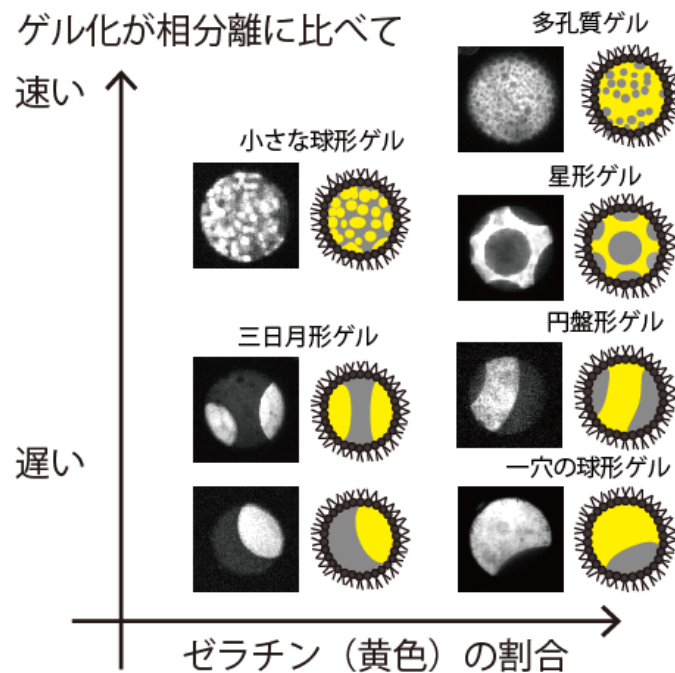 ゲル化が相分離に比べて
多孔質ゲル
速い
小さな球形ゲル
星形ゲル
三日月形ゲル
円盤形ゲル
遅い
一穴の球形ゲル
ゼラチン（黄色）の割合